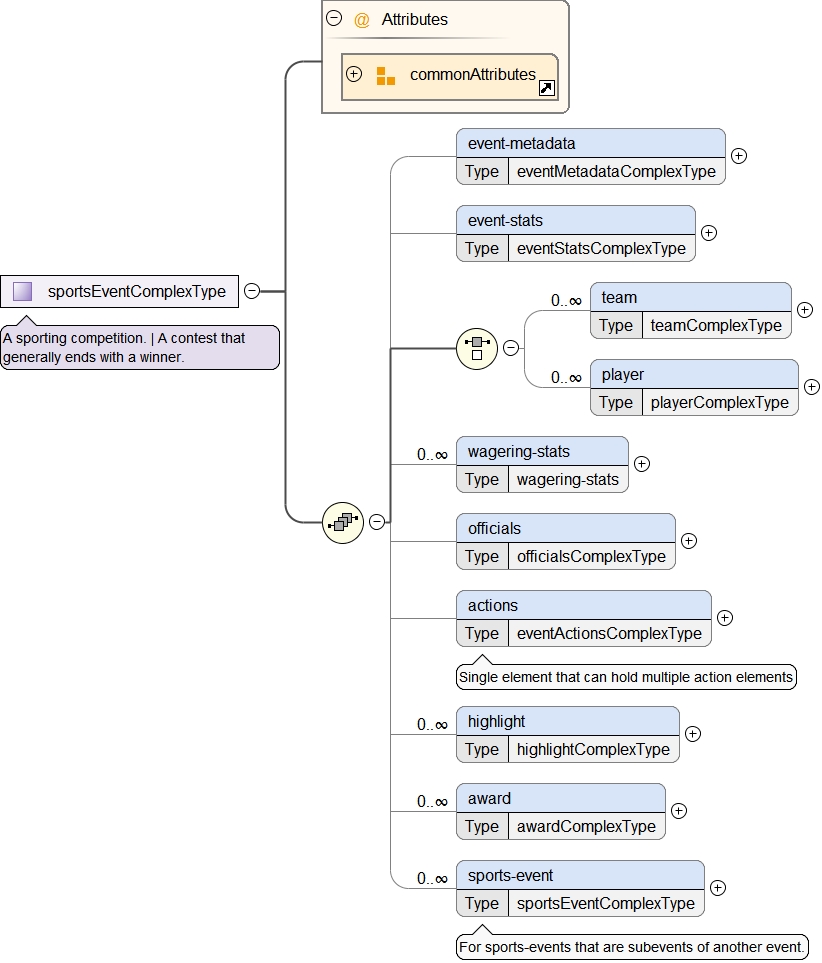 @ Attributes
commonAttributes
event-metadata
Type eventMetadataComplexType
event-stats
Type eventStatsComplexType
sportsEventComplexType
A sporting competition. | A contest that
generally ends with a winner.
0..∞
team
Type teamComplexType
0..∞
player
Type playerComplexType
0..∞
wagering-stats
Type wagering-stats
officials
Type officialsComplexType
actions
Type eventActionsComplexType
Single element that can hold multiple action elements
0..∞
highlight
Type highlightComplexType
0..∞
award
Type awardComplexType
0..∞
sports-event
Type sportsEventComplexType
For sports-events that are subevents of another event.